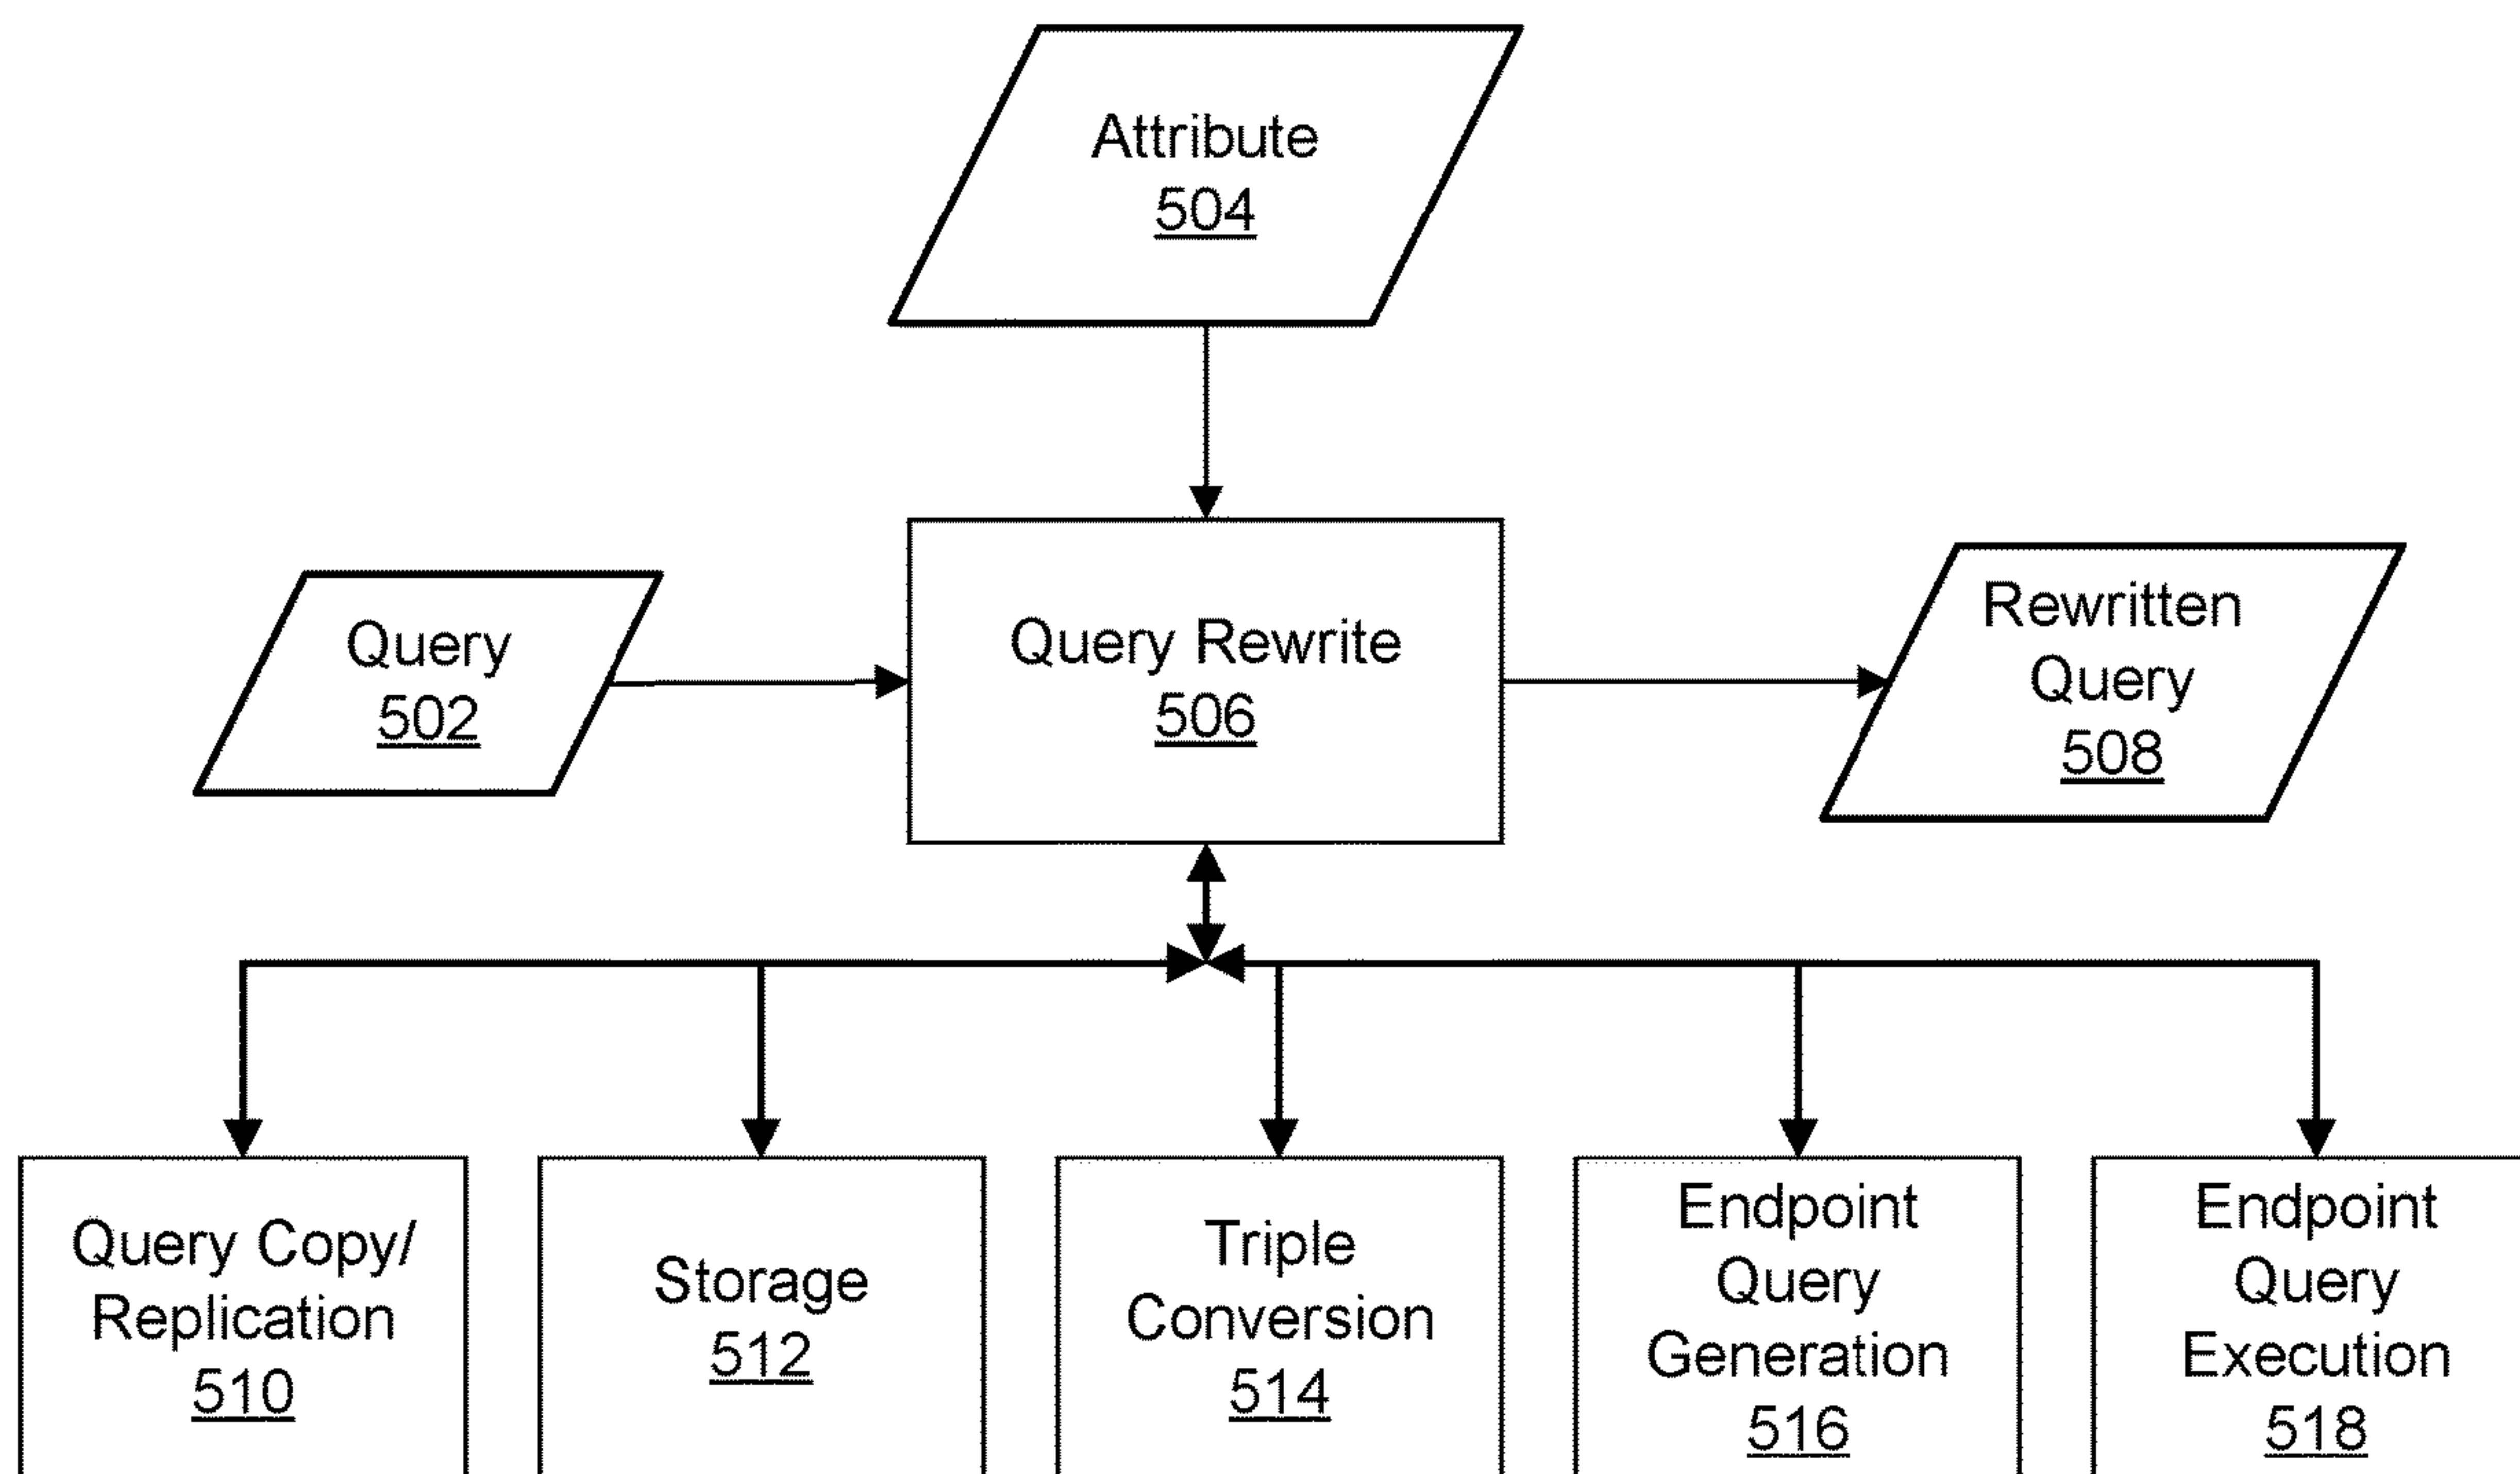 Attribute
504
Query
502
Query Rewrite
506
Rewritten
Query
508
Query Copy/
Replication
510
Storage
512
Triple
Conversion
514
Endpoint
Query
Generation
516
Endpoint
Query
Execution
518